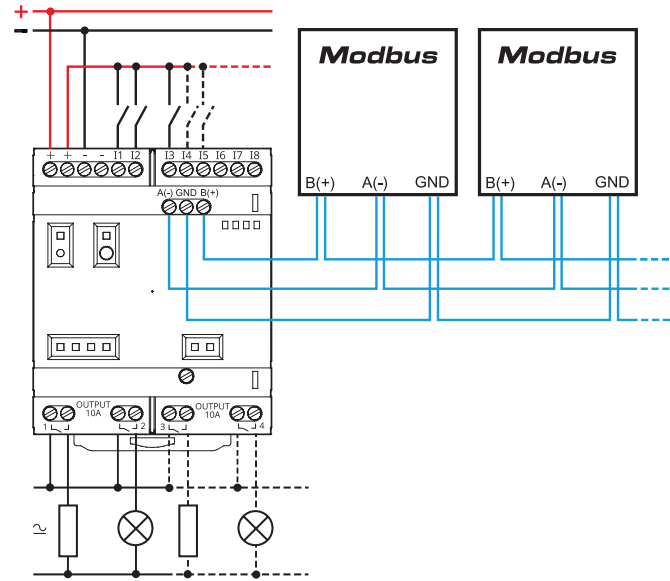 +
-
Modbus Modbus
+ + - - I1 I2 I3 I4 I5 I6 I7 I8
A(-) GND B(+)
B(+) A(-) GND B(+) A(-) GND
1 OUTPUT 10A 2 3 OUTPUT 10A 4